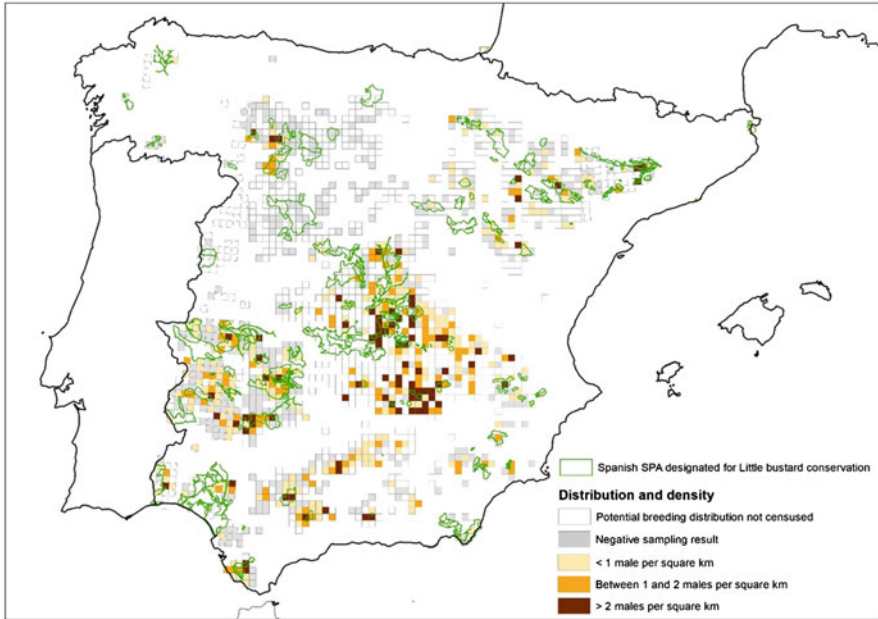 Spanish SPA designated for Little bustard conservation
Distribution and density
Potential breeding distribution not censused
Negative sampling result
< 1 male per square km
Between 1 and 2 males per square km
> 2 males per square km